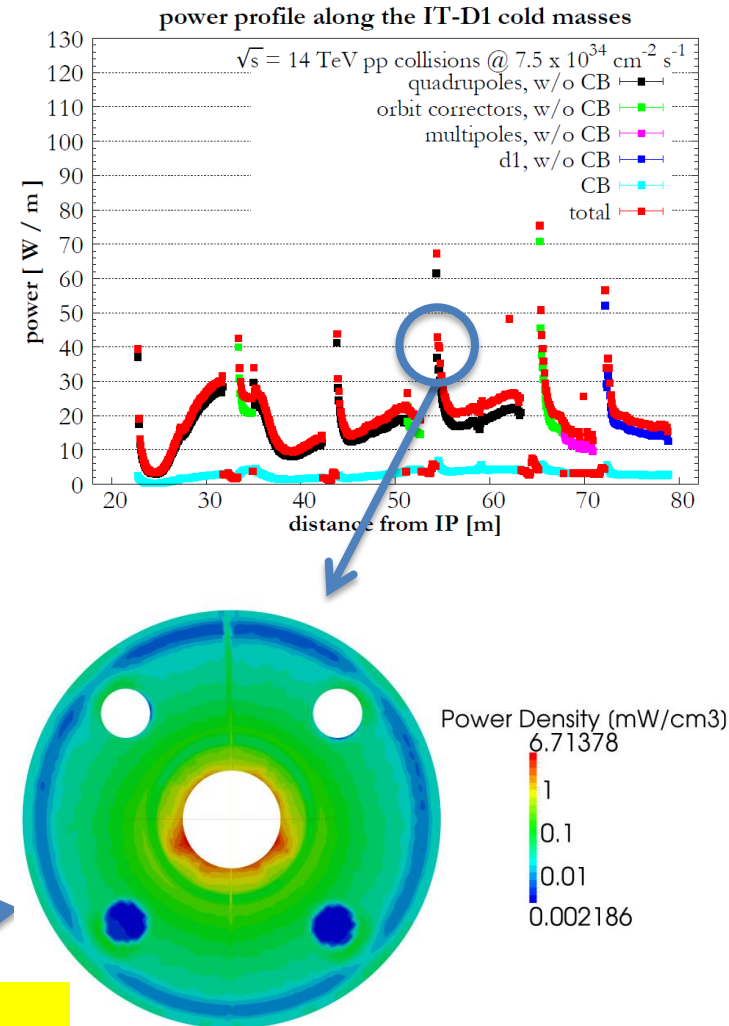 power profile along the IT-D1 cold masses
√s = 14 TeV pp collisions @ 7.5 x 10^34 cm^-2 s^-1
quadrupoles, w/o CB
orbit correctors, w/o CB
multipoles, w/o CB
d1, w/o CB
CB
total
130
120
110
100
90
80
70
60
50
40
30
20
10
0
power [ W / m ]
20 30 40 50 60 70 80
distance from IP [m]
Power Density (mW/cm3)
6.71378
1
0.1
0.01
0.002186